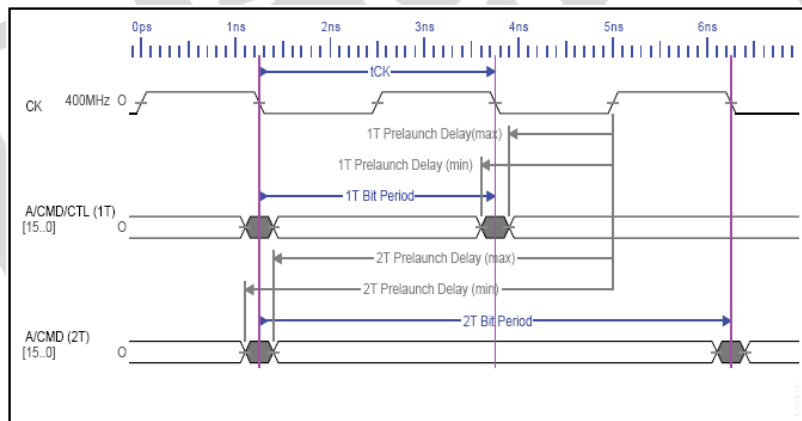 0ps 1ns 2ns 3ns 4ns 5ns 6ns
tCK
CK 400MHz O
1T Prelaunch Delay(max)
1T Prelaunch Delay (min)
1T Bit Period
A/CMD/CTL (1T)
[15..0] O
2T Prelaunch Delay (max)
2T Prelaunch Delay (min)
2T Bit Period
A/CMD (2T)
[15..0] O